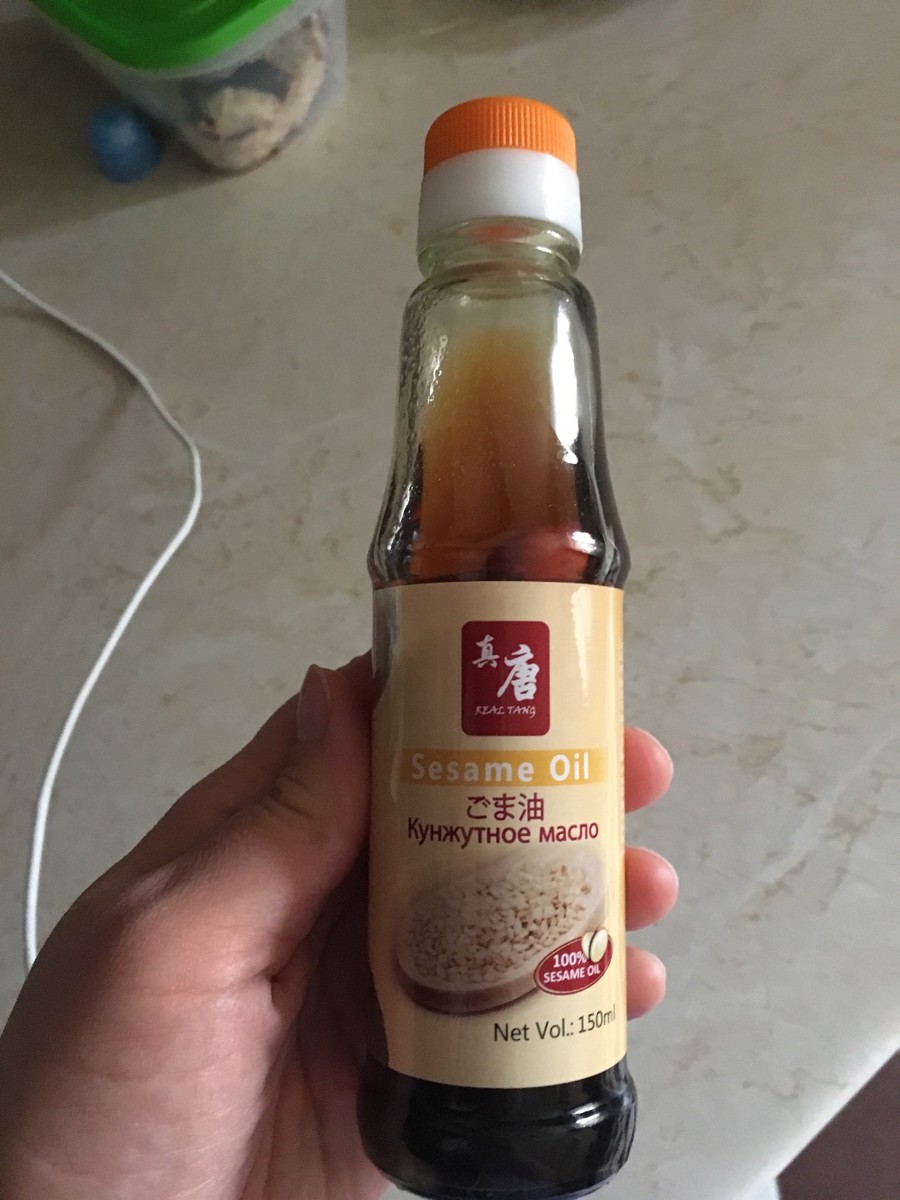 真唐
REAL TANG
Sesame Oil
ごま油
Кунжутное масло
100%
SESAME OIL
Net Vol.: 150ml